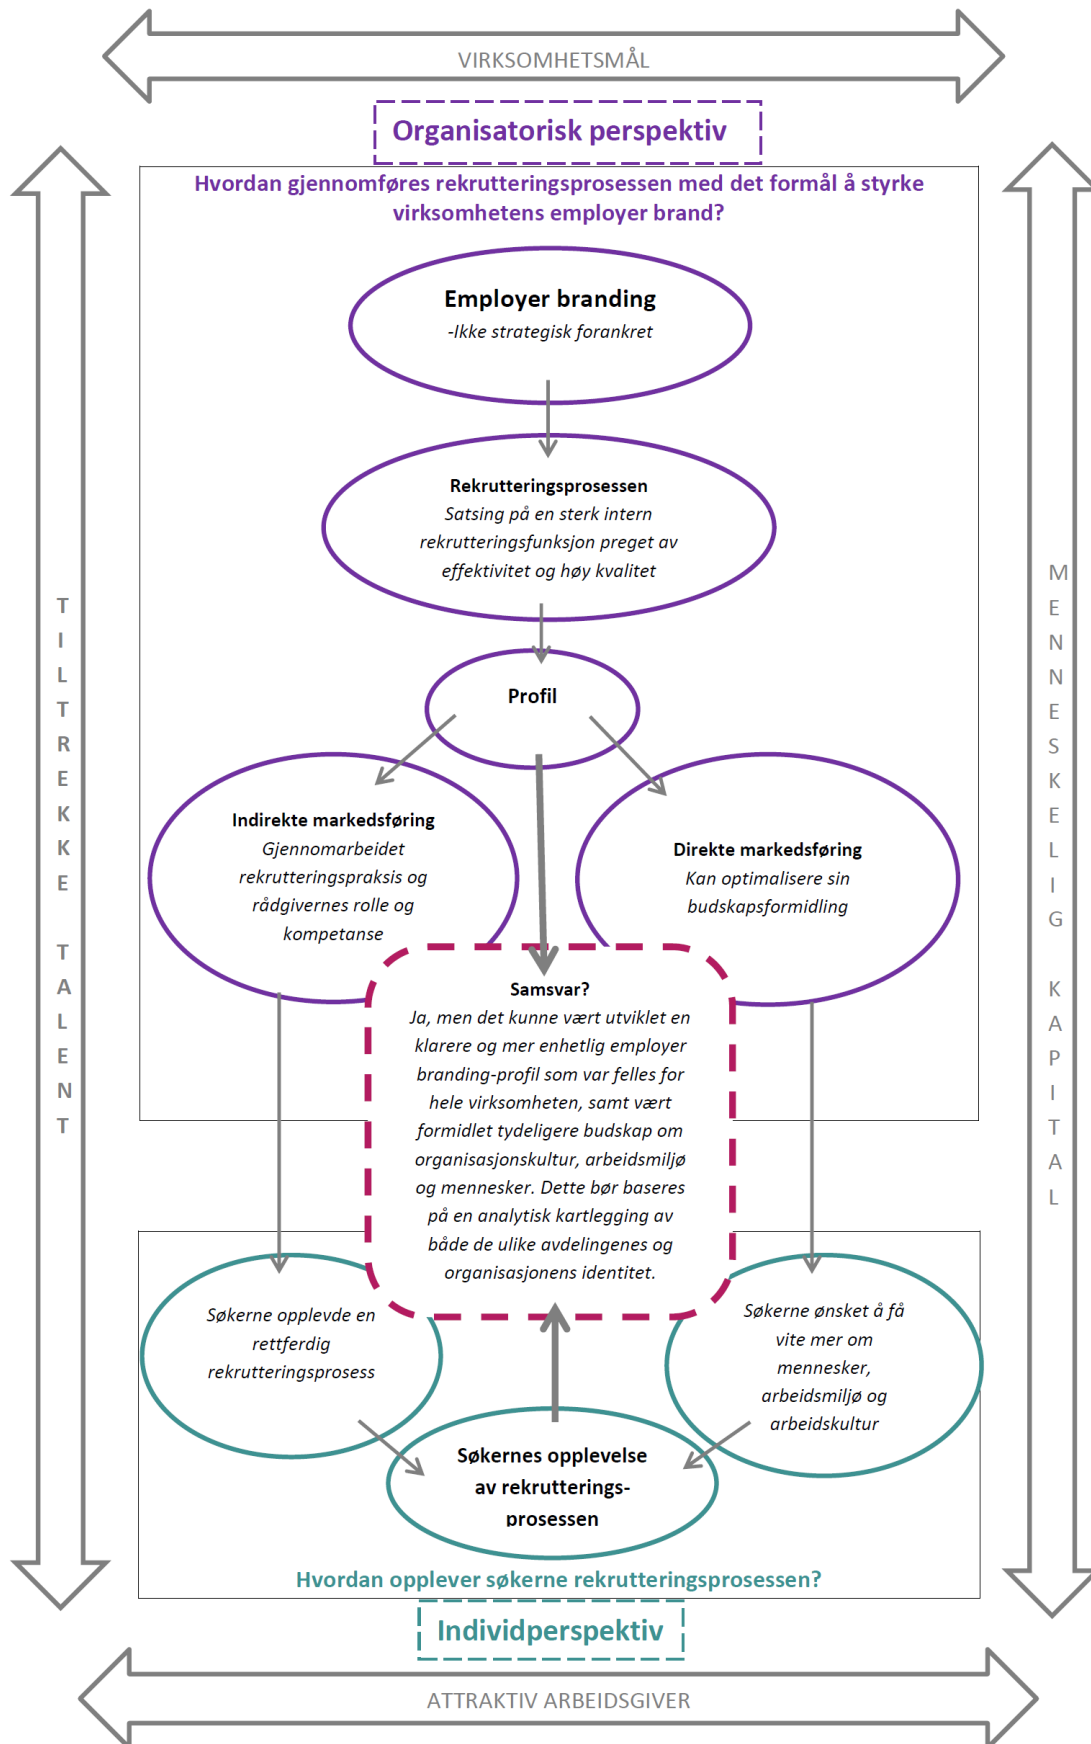 VIRKSOMHETSMÅL
Organisatorisk perspektiv
Hvordan gjennomføres rekrutteringsprosessen med det formål å styrke
virksomhetens employer brand?
Employer branding
-Ikke strategisk forankret
Rekrutteringsprosessen
Satsing på en sterk intern
rekrutteringsfunksjon preget av
effektivitet og høy kvalitet
Profil
Indirekte markedsføring
Gjennomarbeidet
rekrutteringspraksis og
rådgivernes rolle og
kompetanse
Direkte markedsføring
Kan optimalisere sin
budskapsformidling
Samsvar?
Ja, men det kunne vært utviklet en
klarere og mer enhetlig employer
branding-profil som var felles for
hele virksomheten, samt vært
formidlet tydeligere budskap om
organisasjonskultur, arbeidsmiljø
og mennesker. Dette bør baseres
på en analytisk kartlegging av
både de ulike avdelingenes og
organisasjonens identitet.
Søkerne opplevde en
rettferdig
rekrutteringsprosess
Søkerne ønsket å få
vite mer om
mennesker,
arbeidsmiljø og
arbeidskultur
Søkernes opplevelse
av rekrutterings-
prosessen
Hvordan opplever søkerne rekrutteringsprosessen?
Individperspektiv
ATTRAKTIV ARBEIDSGIVER
TILTREKKE TALENT
MENNESKELIG KAPITAL